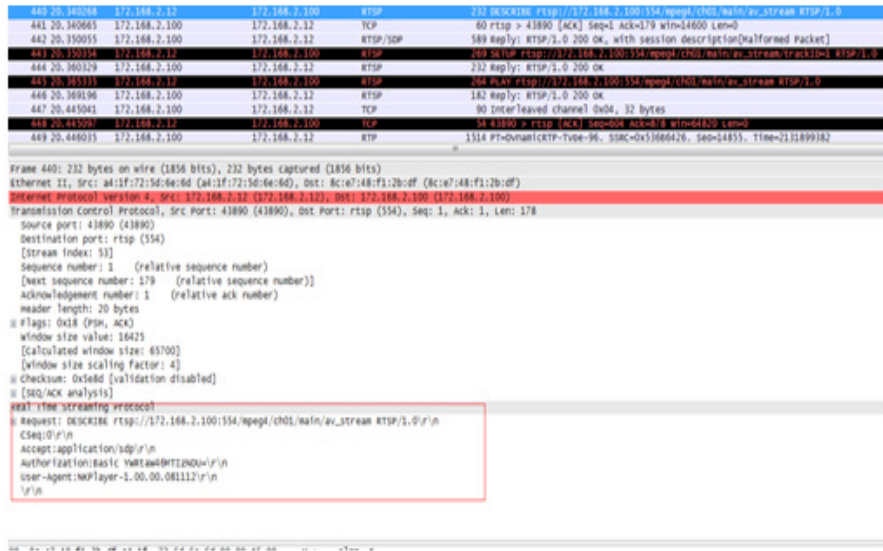 440 20.340268 172.168.2.12 172.168.2.100 RTSP 232 DESCRIBE rtsp://172.168.2.100:554/mpeg4/ch01/main/av_stream RTSP/1.0
441 20.340665 172.168.2.100 172.168.2.12 TCP 60 rtsp > 43890 [ACK] Seq=1 Ack=179 Win=14600 Len=0
442 20.350055 172.168.2.100 172.168.2.12 RTSP/SDP 589 Reply: RTSP/1.0 200 OK, with session description[Malformed Packet]
443 20.350354 172.168.2.12 172.168.2.100 RTSP 269 SETUP rtsp://172.168.2.100:554/mpeg4/ch01/main/av_stream/trackID=1 RTSP/1.0
444 20.360329 172.168.2.100 172.168.2.12 RTSP 232 Reply: RTSP/1.0 200 OK
445 20.365335 172.168.2.12 172.168.2.100 RTSP 264 PLAY rtsp://172.168.2.100:554/mpeg4/ch01/main/av_stream RTSP/1.0
446 20.369196 172.168.2.100 172.168.2.12 RTSP 182 Reply: RTSP/1.0 200 OK
447 20.445041 172.168.2.100 172.168.2.12 TCP 90 Interleaved channel 0x04, 32 bytes
448 20.445097 172.168.2.12 172.168.2.100 TCP 54 43890 > rtsp [ACK] Seq=604 Ack=878 Win=64820 Len=0
449 20.446035 172.168.2.100 172.168.2.12 RTP 1514 PT=DynamicRTP-Type-96, SSRC=0x53686426, Seq=14855, Time=2131899382
Frame 440: 232 bytes on wire (1856 bits), 232 bytes captured (1856 bits)
Ethernet II, Src: a4:1f:72:5d:6e:6d (a4:1f:72:5d:6e:6d), Dst: 8c:e7:48:f1:2b:df (8c:e7:48:f1:2b:df)
Internet Protocol Version 4, Src: 172.168.2.12 (172.168.2.12), Dst: 172.168.2.100 (172.168.2.100)
Transmission Control Protocol, Src Port: 43890 (43890), Dst Port: rtsp (554), Seq: 1, Ack: 1, Len: 178
Source port: 43890 (43890)
Destination port: rtsp (554)
[Stream index: 53]
Sequence number: 1 (relative sequence number)
[Next sequence number: 179 (relative sequence number)]
Acknowledgement number: 1 (relative ack number)
Header length: 20 bytes
Flags: 0x18 (PSH, ACK)
Window size value: 16425
[Calculated window size: 65700]
[Window size scaling factor: 4]
Checksum: 0x5e8d [validation disabled]
[SEQ/ACK analysis]
Real Time Streaming Protocol
Request: DESCRIBE rtsp://172.168.2.100:554/mpeg4/ch01/main/av_stream RTSP/1.0\r\n
CSeq:0\r\n
Accept:application/sdp\r\n
Authorization:Basic YWRtaW46MTIzNDU=\r\n
User-Agent:NKPlayer-1.00.00.081112\r\n
\r\n